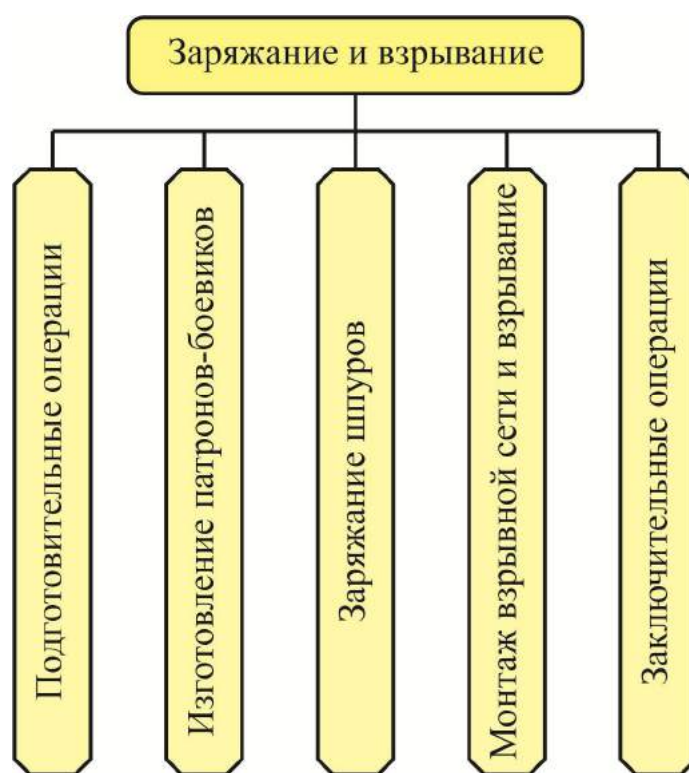 Заряжание и взрывание
Подготовительные операции
Изготовление патронов-боевиков
Заряжание шпуров
Монтаж взрывной сети и взрывание
Заключительные операции